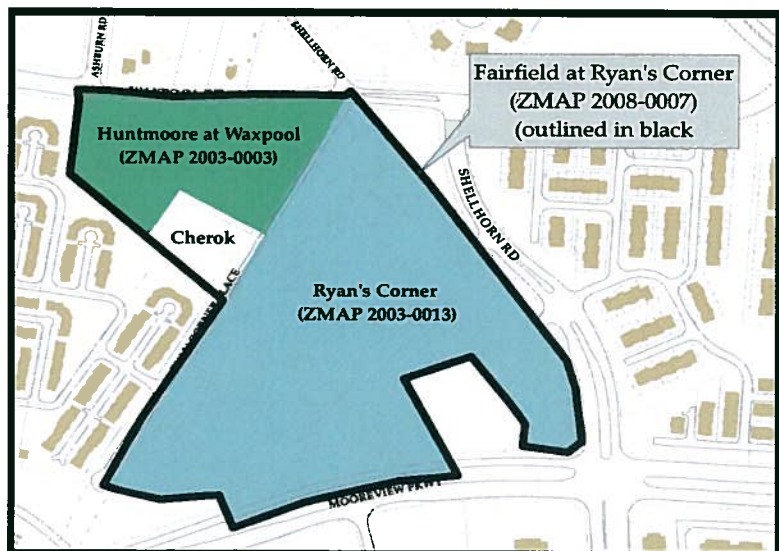 ASHBURN RD
SHELLHORN RD
Fairfield at Ryan's Corner
(ZMAP 2008-0007)
(outlined in black
Huntmoore at Waxpool
(ZMAP 2003-0003)
SHELLHORN RD
Cherok
PLACE
Ryan's Corner
(ZMAP 2003-0013)
MOOREVIEW PKWY